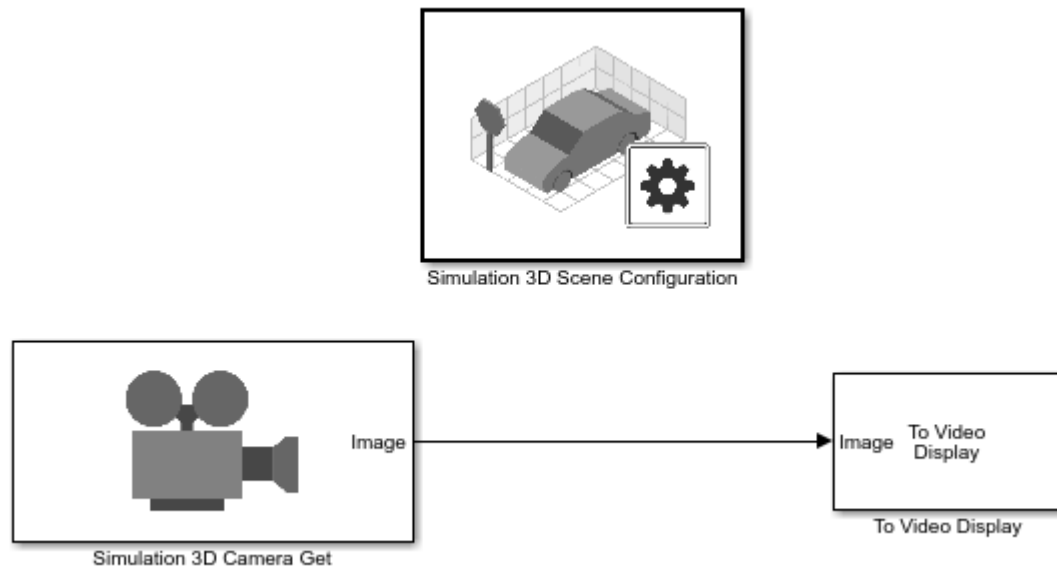 Simulation 3D Scene Configuration
Image
Image
To Video
Display
To Video Display
Simulation 3D Camera Get